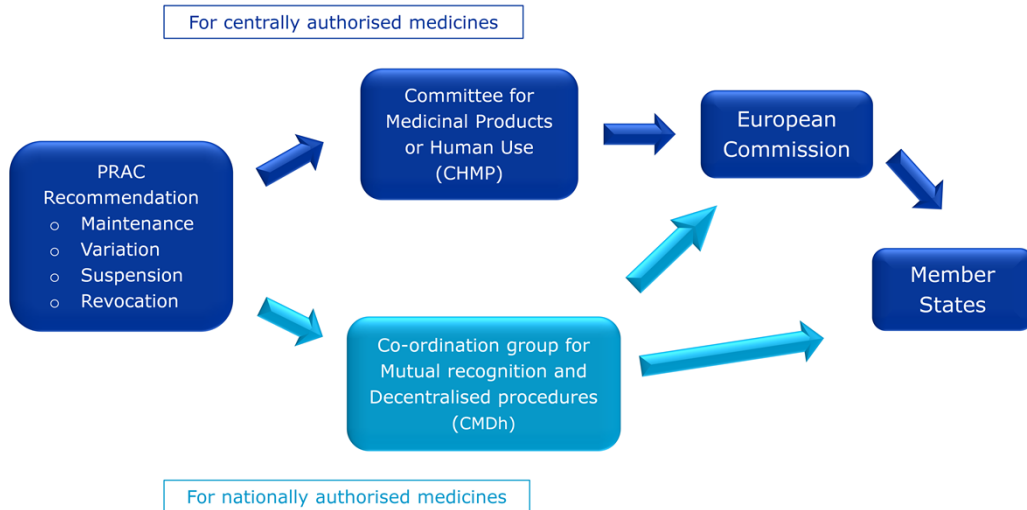 For centrally authorised medicines
Committee for
Medicinal Products
or Human Use
(CHMP)
European
Commission
PRAC
Recommendation
o Maintenance
o Variation
o Suspension
o Revocation
Member
States
Co-ordination group for
Mutual recognition and
Decentralised procedures
(CMDh)
For nationally authorised medicines